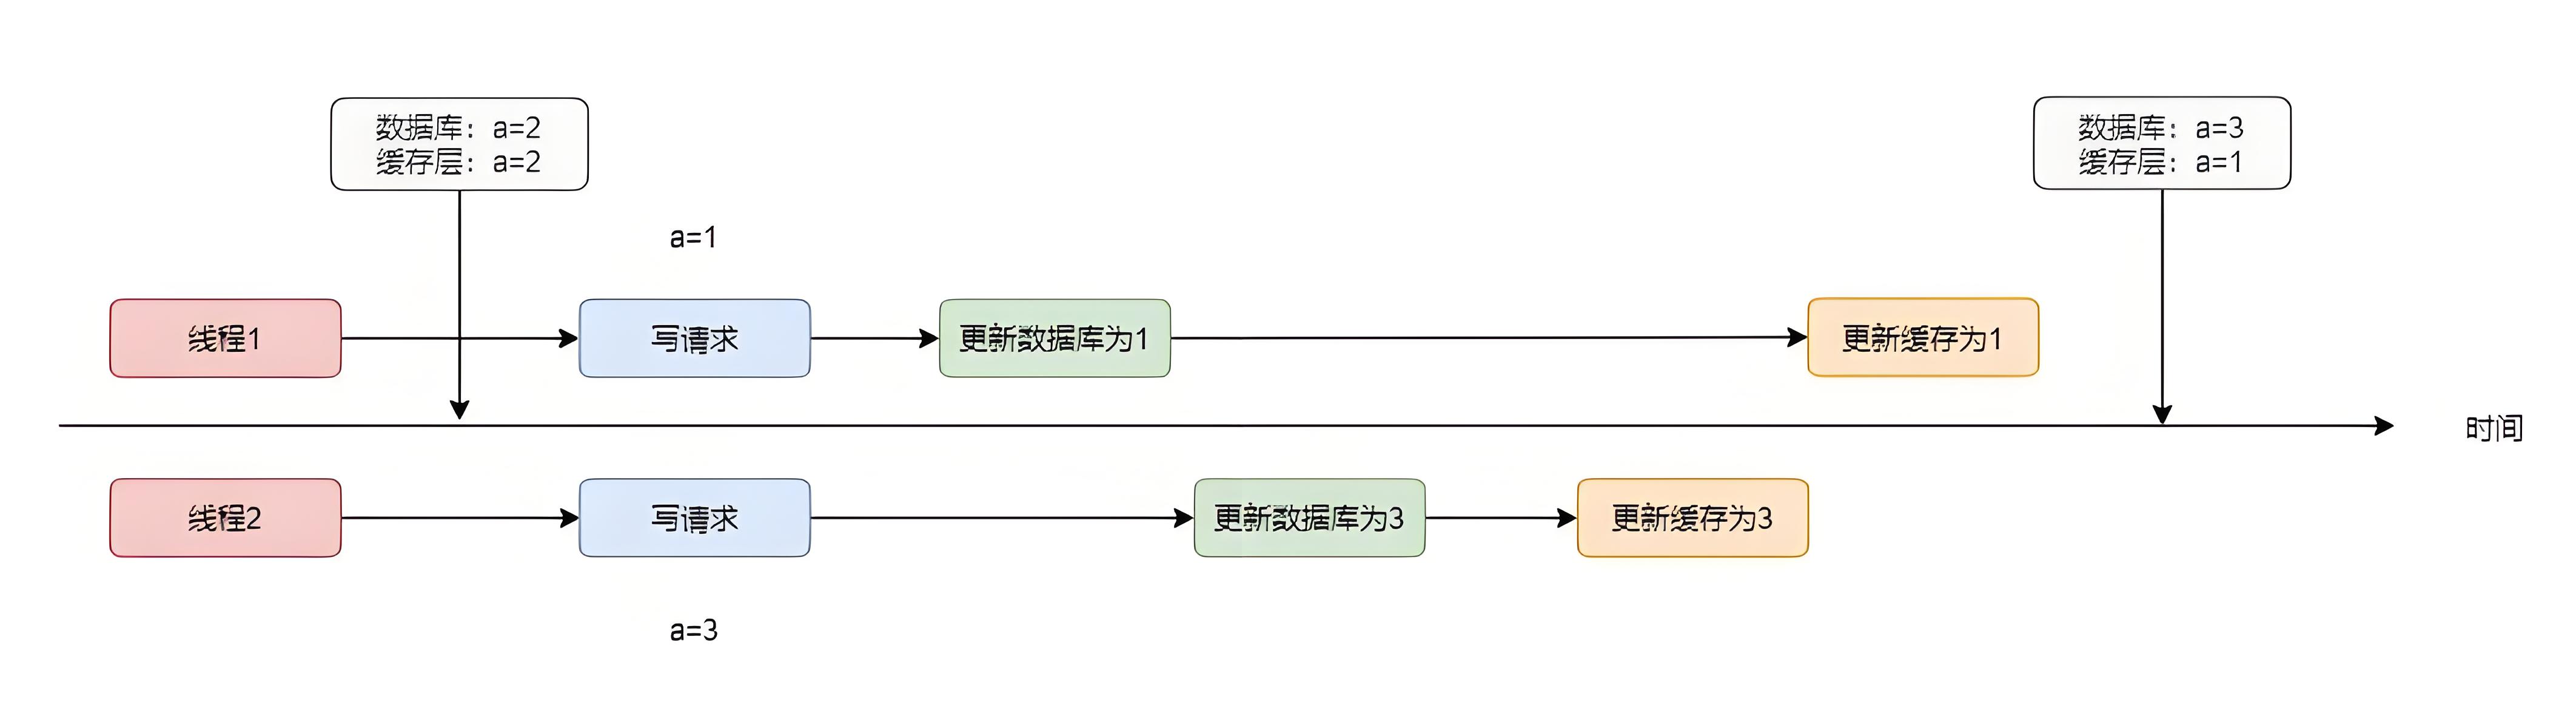 数据库：a=2
缓存层：a=2
数据库：a=3
缓存层：a=1
a=1
线程1
写请求
更新数据库为1
更新缓存为1
时间
线程2
写请求
更新数据库为3
更新缓存为3
a=3